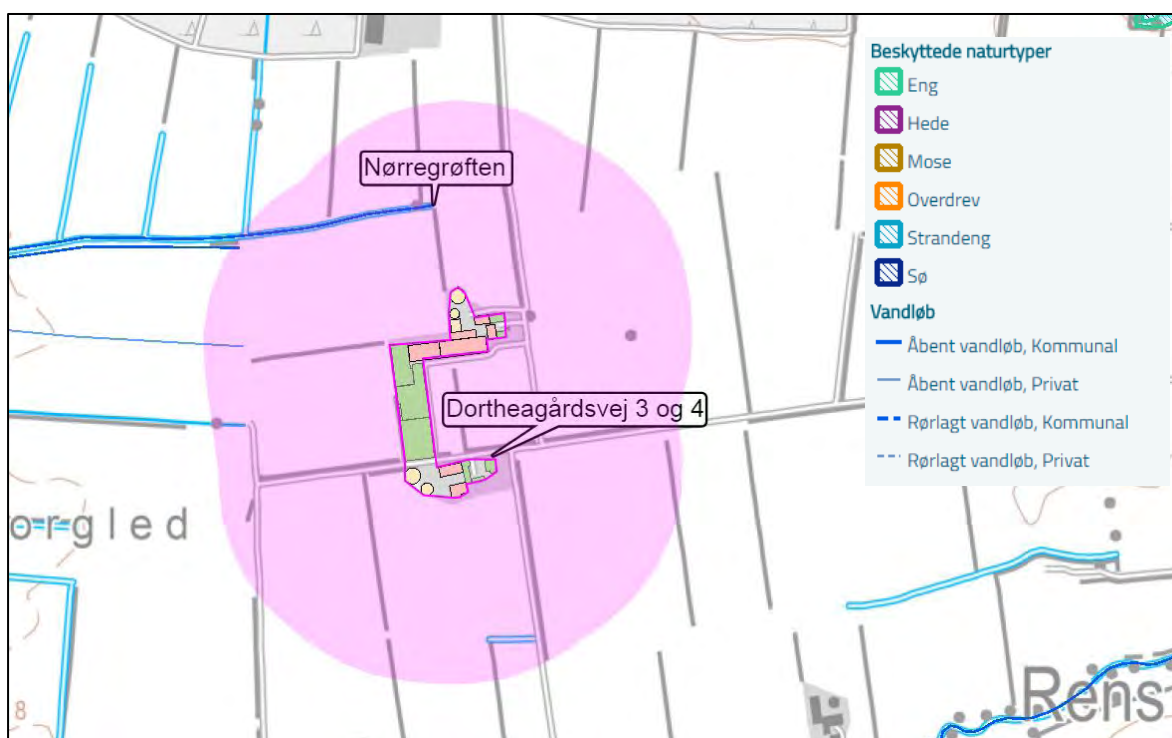 Nørregrøften
Dortheagårdsvej 3 og 4
orgled
8
Rens
Beskyttede naturtyper
Eng
Hede
Mose
Overdrev
Strandeng
Sø
Vandløb
Åbent vandløb, Kommunal
Åbent vandløb, Privat
Rørlagt vandløb, Kommunal
Rørlagt vandløb, Privat